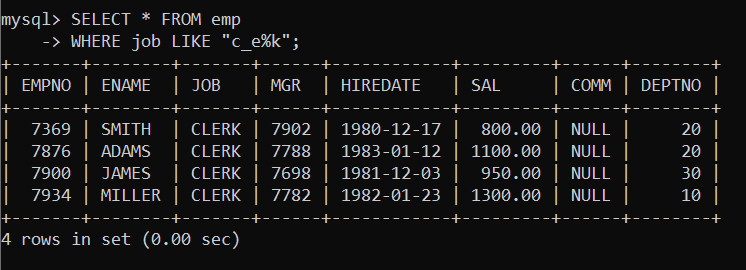 mysql> SELECT * FROM emp
    -> WHERE job LIKE "c_e%k";
+-------+--------+-------+------+------------+---------+------+--------+
| EMPNO | ENAME  | JOB   | MGR  | HIREDATE   | SAL     | COMM | DEPTNO |
+-------+--------+-------+------+------------+---------+------+--------+
|  7369 | SMITH  | CLERK | 7902 | 1980-12-17 |  800.00 | NULL |     20 |
|  7876 | ADAMS  | CLERK | 7788 | 1983-01-12 | 1100.00 | NULL |     20 |
|  7900 | JAMES  | CLERK | 7698 | 1981-12-03 |  950.00 | NULL |     30 |
|  7934 | MILLER | CLERK | 7782 | 1982-01-23 | 1300.00 | NULL |     10 |
+-------+--------+-------+------+------------+---------+------+--------+
4 rows in set (0.00 sec)